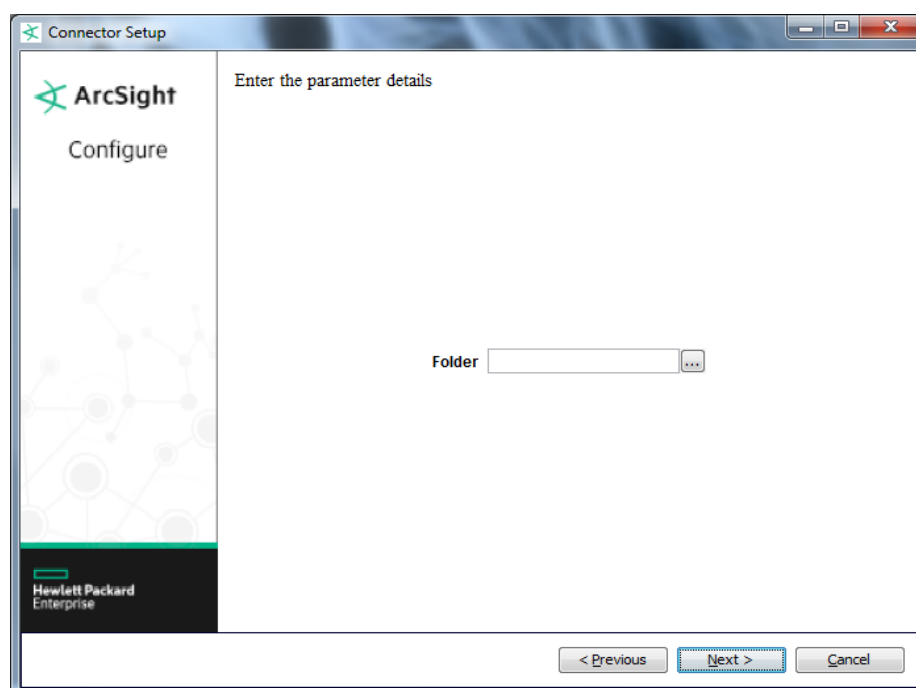 Connector Setup
ArcSight
Configure
Enter the parameter details
Folder
...
Hewlett Packard
Enterprise
< Previous
Next >
Cancel